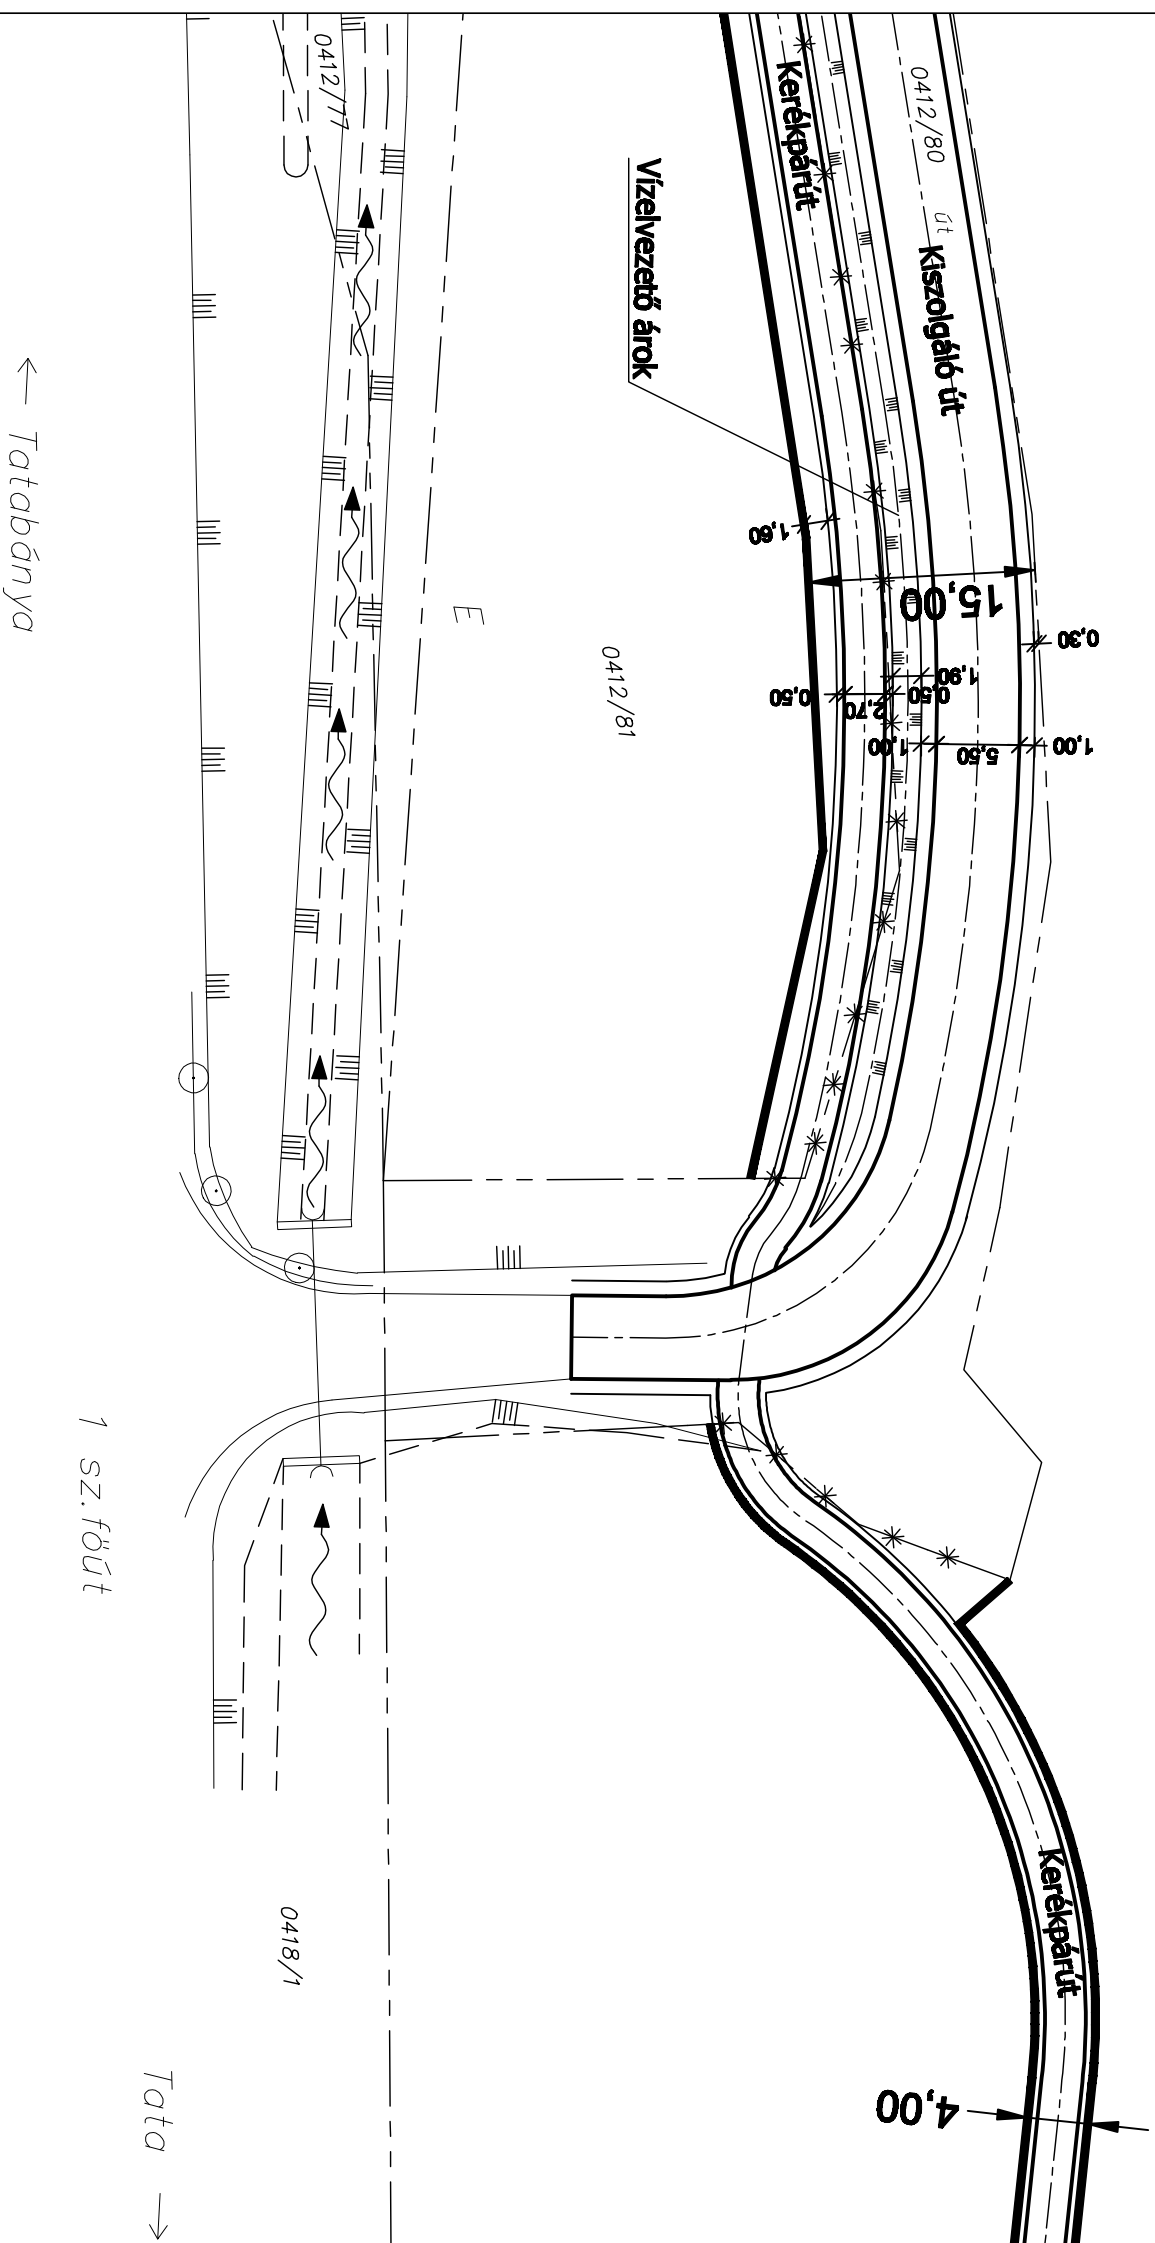 0412/77
Kerékpárút
0412/80
út
Kiszolgáló út
Vízelvezető árok
← Tatabánya
E
0412/81
1,60
15,00
0,30
1,90
0,50
2,70
0,50
1,00
5,50
1,00
1 sz.főút
0418/1
Kerékpárút
Tata →
4,00